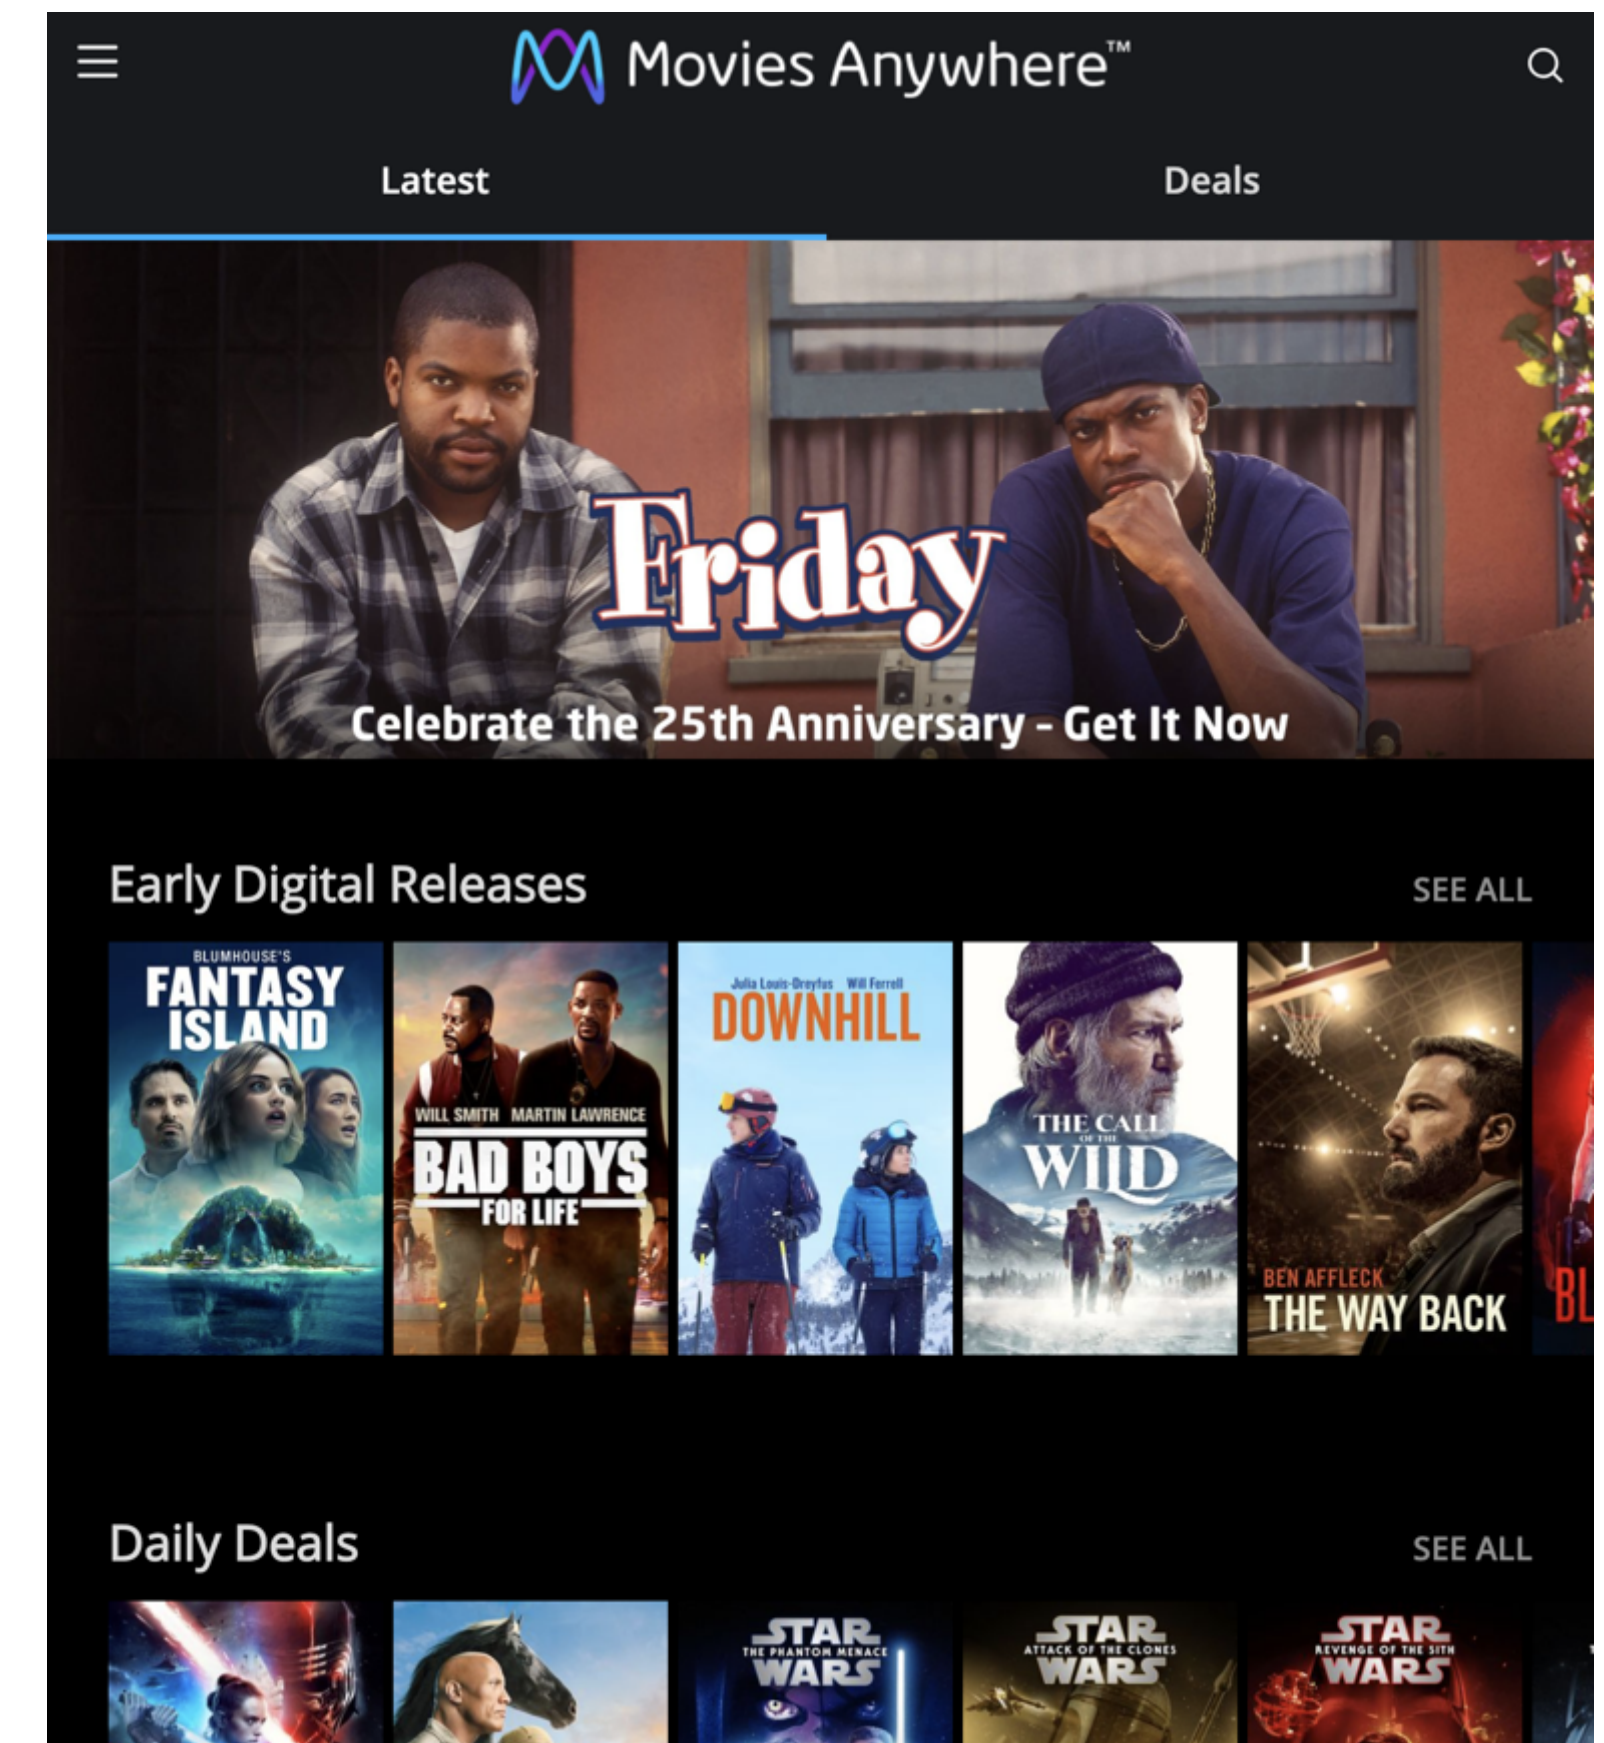 Movies Anywhere™
Latest
Deals
Friday
Celebrate the 25th Anniversary - Get It Now
Early Digital Releases
SEE ALL
BLUMHOUSE'S
FANTASY
ISLAND
WILL SMITH MARTIN LAWRENCE
BAD BOYS
FOR LIFE
Julia Louis-Dreyfus Will Ferrell
DOWNHILL
THE CALL
OF THE
WILD
BEN AFFLECK
THE WAY BACK
BL
Daily Deals
SEE ALL
STAR
THE PHANTOM MENACE
WARS
STAR
ATTACK OF THE CLONES
WARS
STAR
REVENGE OF THE SITH
WARS